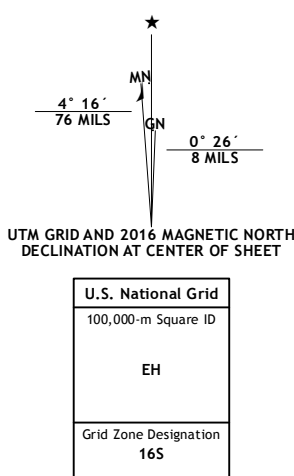 ★
MN
4° 16´
76 MILS
GN
0° 26´
8 MILS
UTM GRID AND 2016 MAGNETIC NORTH
DECLINATION AT CENTER OF SHEET
U.S. National Grid
100,000-m Square ID
EH
Grid Zone Designation
16S